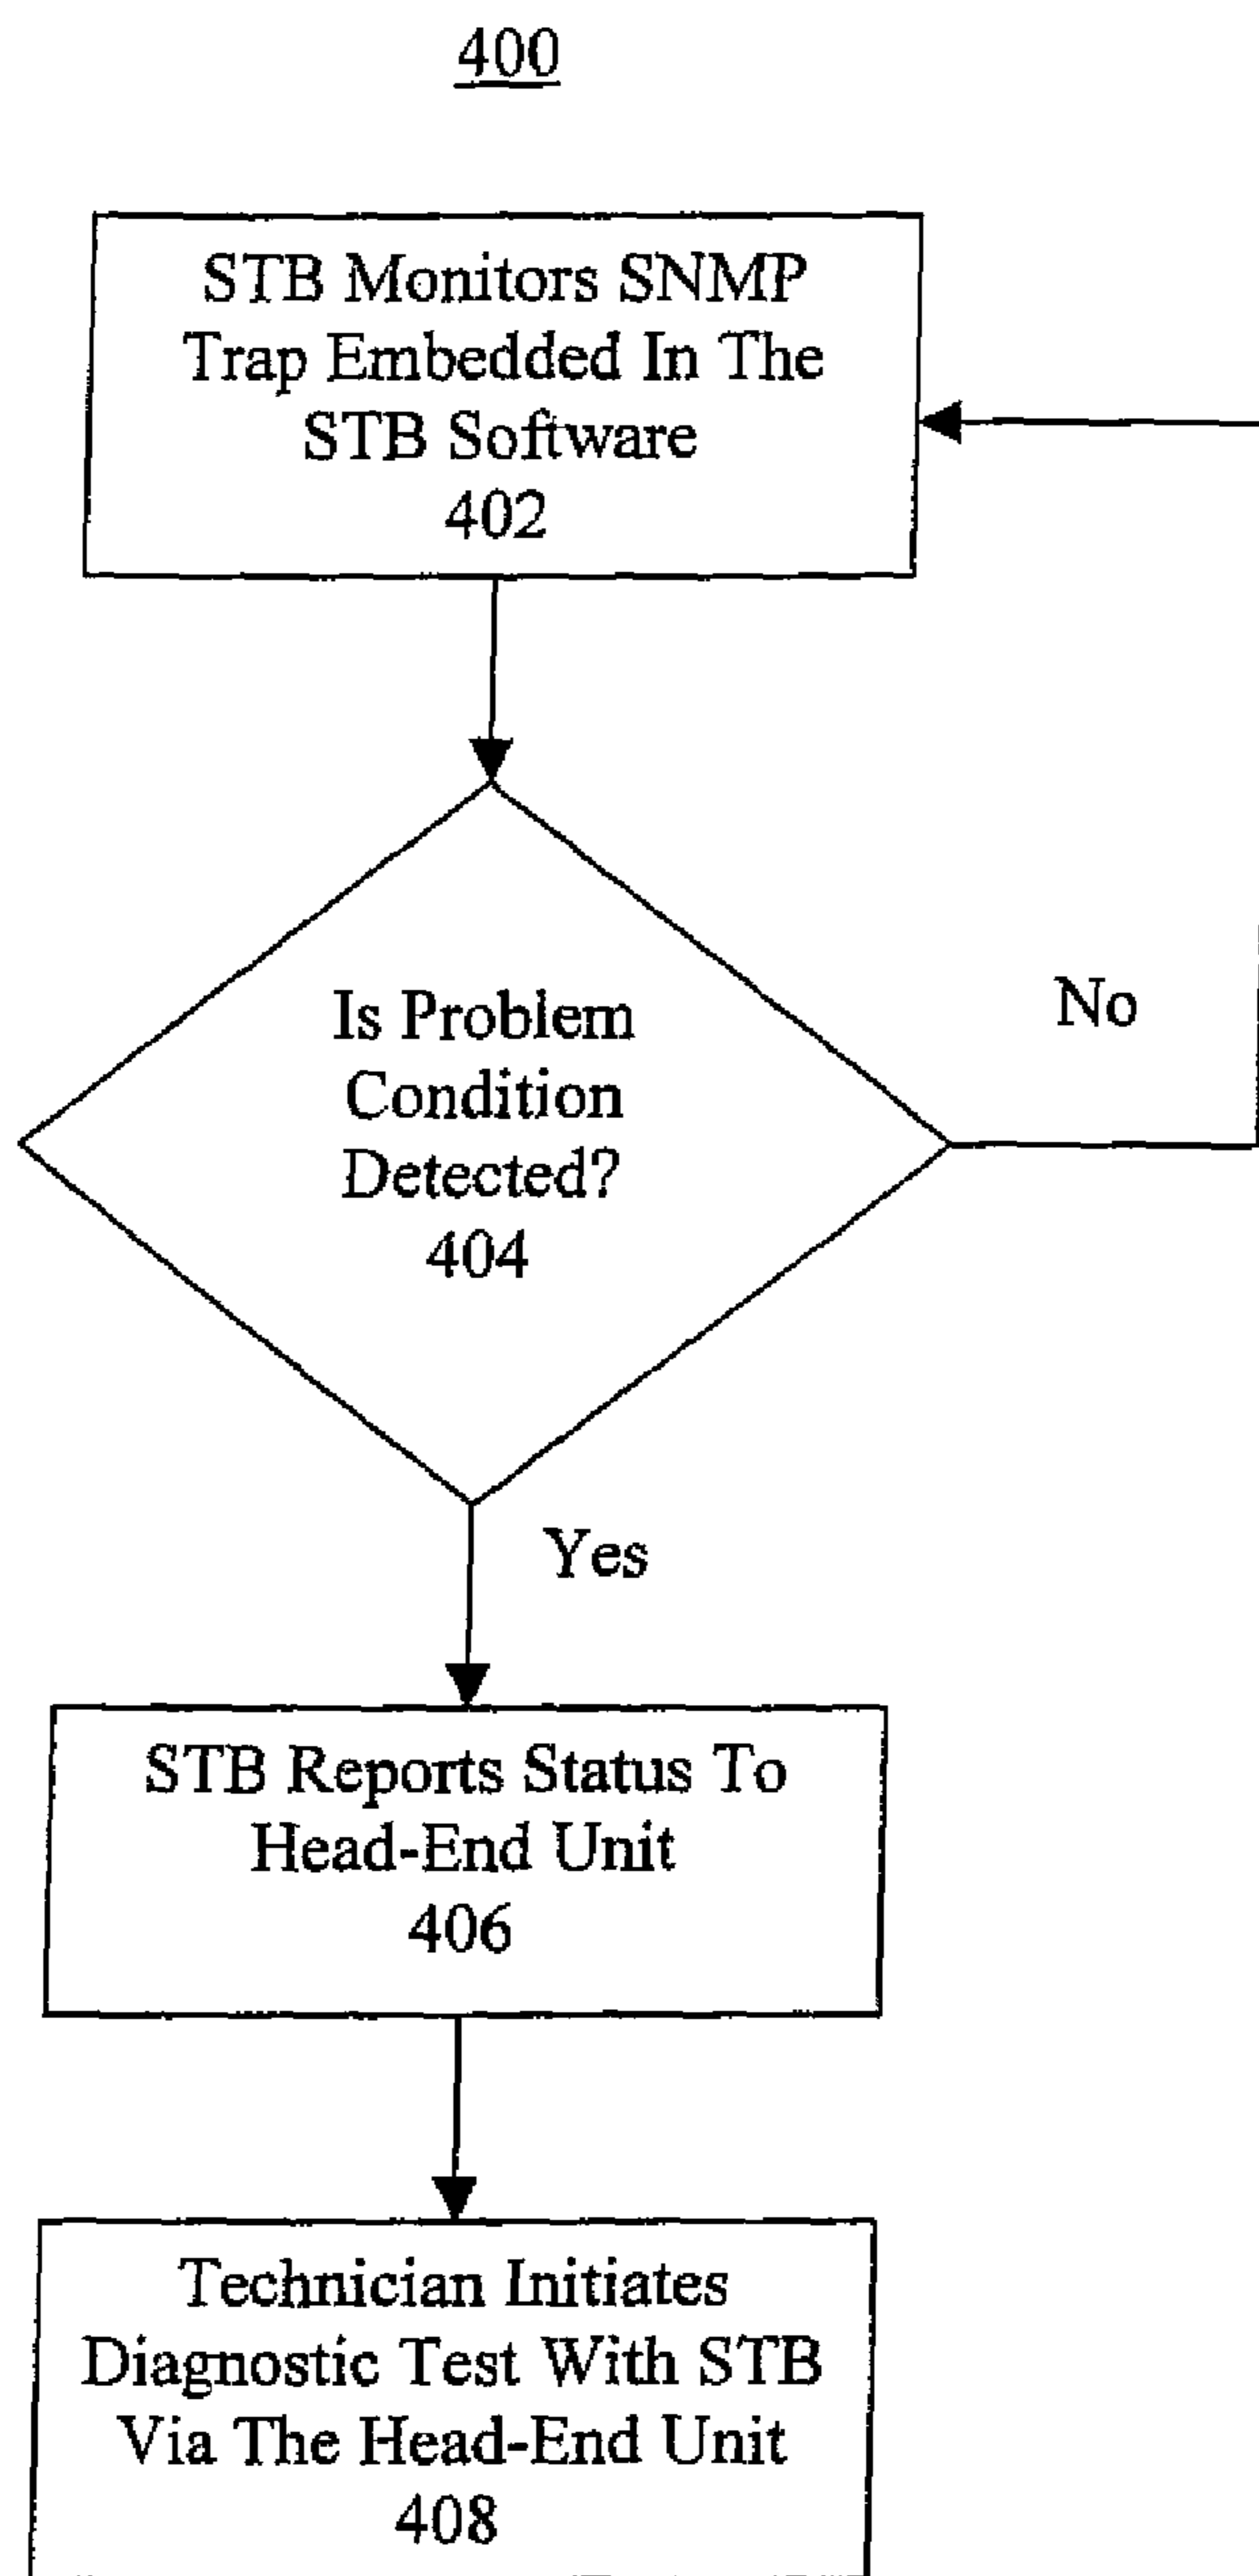 400
STB Monitors SNMP
Trap Embedded In The
STB Software
402
Is Problem
Condition
Detected?
404
No
Yes
STB Reports Status To
Head-End Unit
406
Technician Initiates
Diagnostic Test With STB
Via The Head-End Unit
408